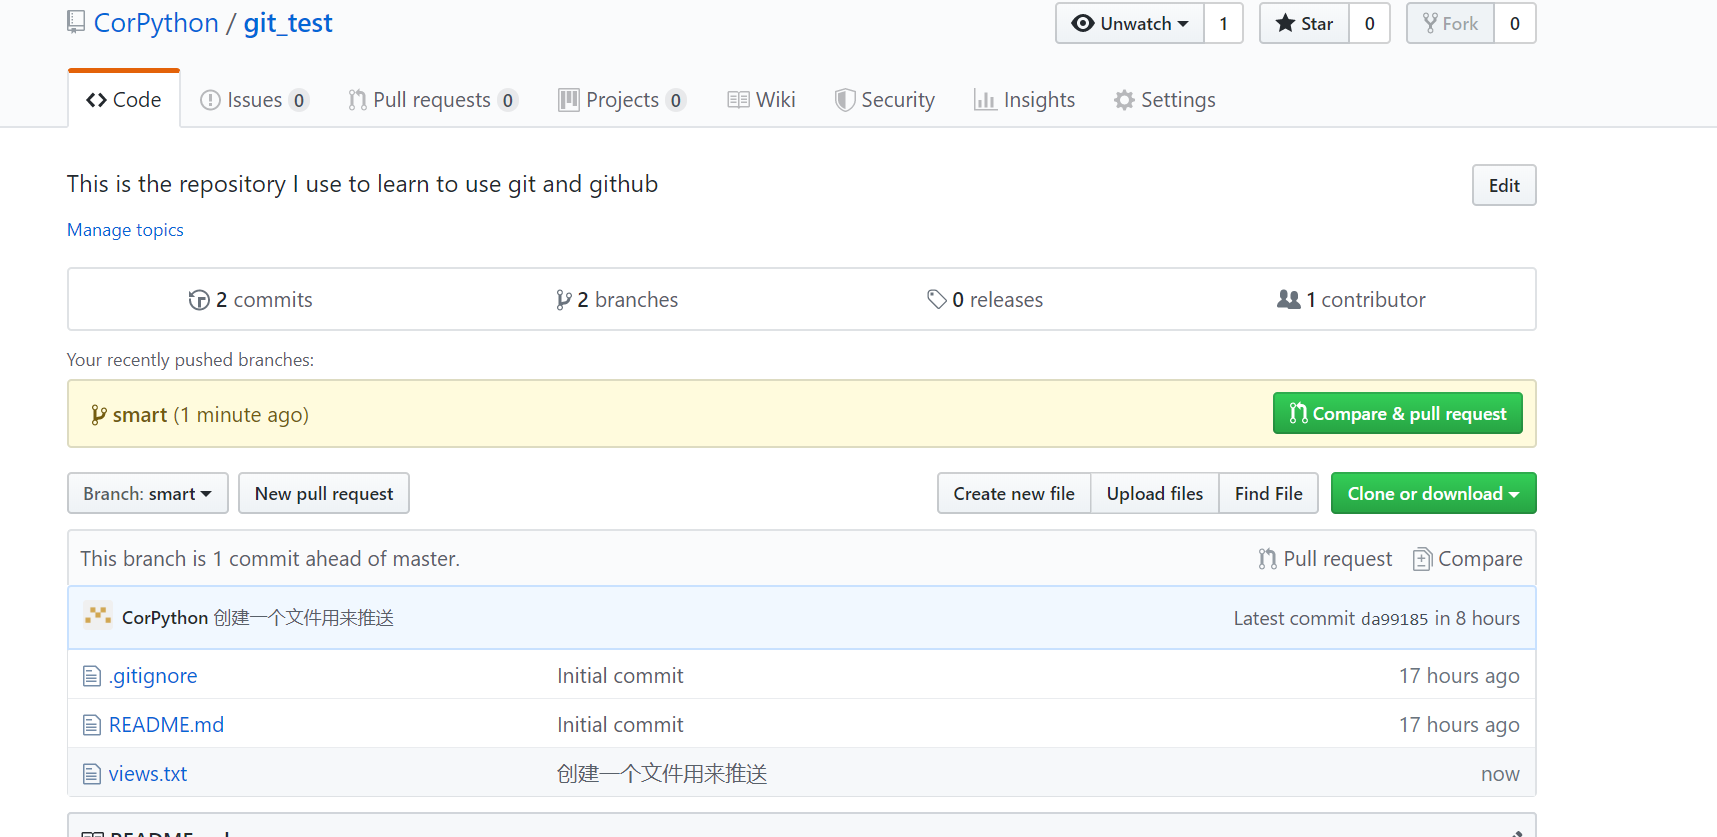 CorPython / git_test
Unwatch 1 Star 0 Fork 0
Code Issues 0 Pull requests 0 Projects 0 Wiki Security Insights Settings
This is the repository I use to learn to use git and github
Edit
Manage topics
2 commits 2 branches 0 releases 1 contributor
Your recently pushed branches:
smart (1 minute ago) Compare & pull request
Branch: smart New pull request Create new file Upload files Find File Clone or download
This branch is 1 commit ahead of master. Pull request Compare
CorPython 创建一个文件用来推送 Latest commit da99185 in 8 hours
.gitignore Initial commit 17 hours ago
README.md Initial commit 17 hours ago
views.txt 创建一个文件用来推送 now
README.md